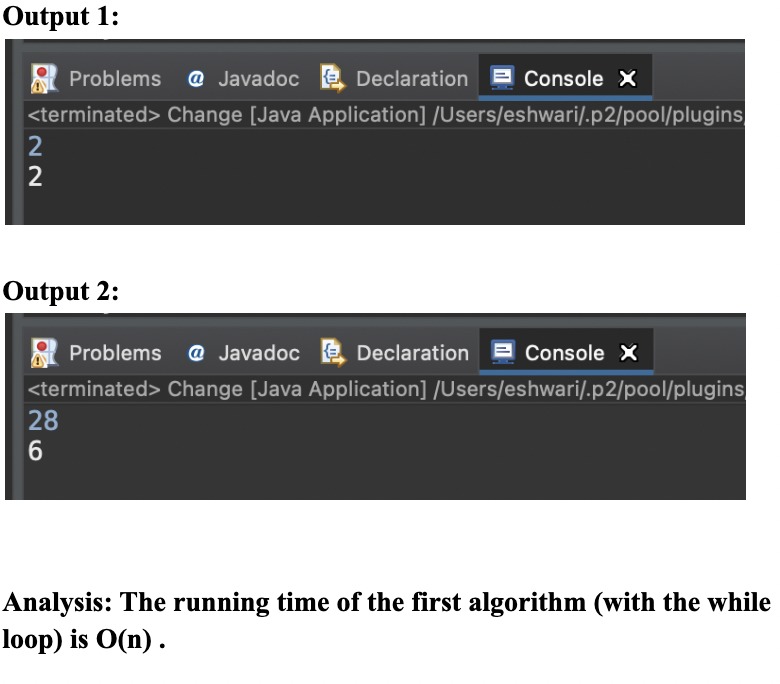 Output 1:
Problems @ Javadoc Declaration Console
<terminated> Change [Java Application] /Users/eshwari/.p2/pool/plugins
2
2
Output 2:
Problems @ Javadoc Declaration Console
<terminated> Change [Java Application] /Users/eshwari/.p2/pool/plugins
28
6
Analysis: The running time of the first algorithm (with the while
loop) is O(n) .